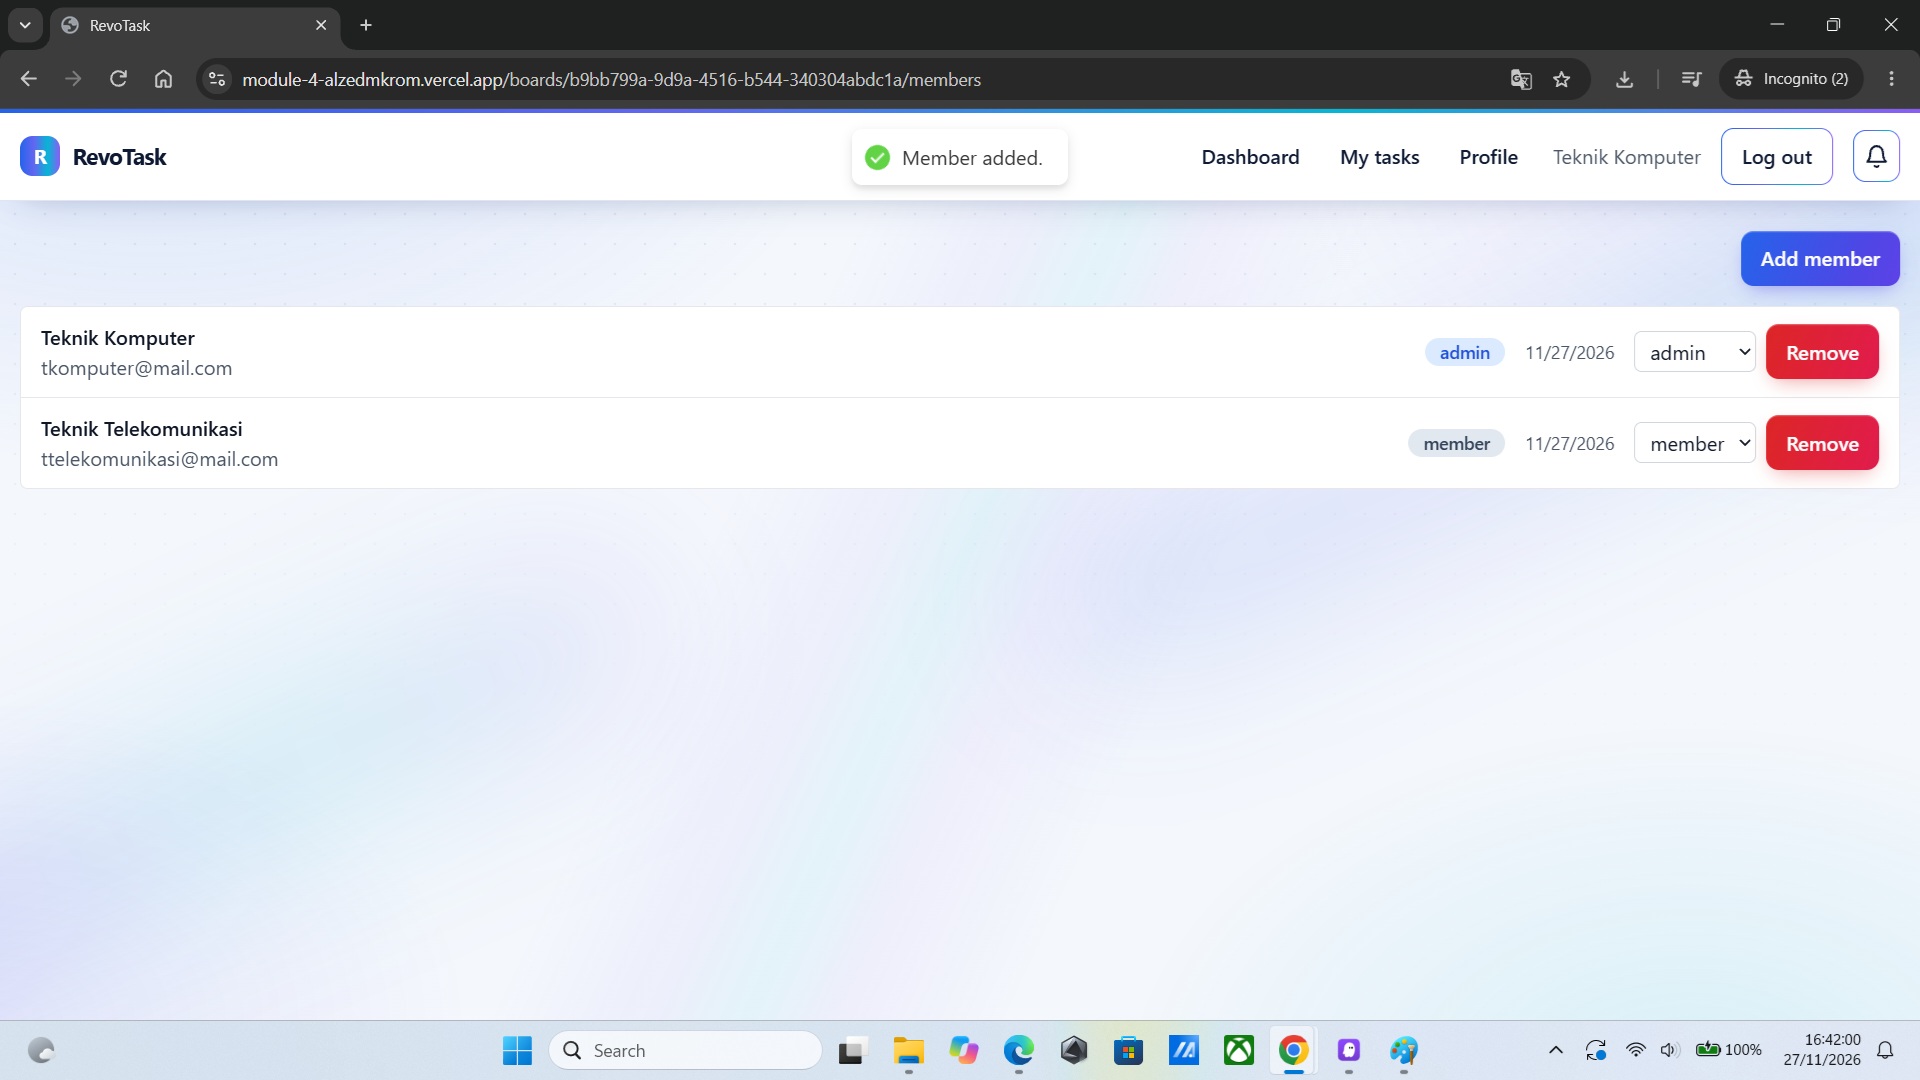 RevoTask
module-4-alzedmkrom.vercel.app/boards/b9bb799a-9d9a-4516-b544-340304abdc1a/members
Incognito (2)
R RevoTask
Member added.
Dashboard My tasks Profile Teknik Komputer Log out
Add member
Teknik Komputer
tkomputer@mail.com
admin 11/27/2026 admin Remove
Teknik Telekomunikasi
ttelekomunikasi@mail.com
member 11/27/2026 member Remove
Search
100%
16:42:00
27/11/2026